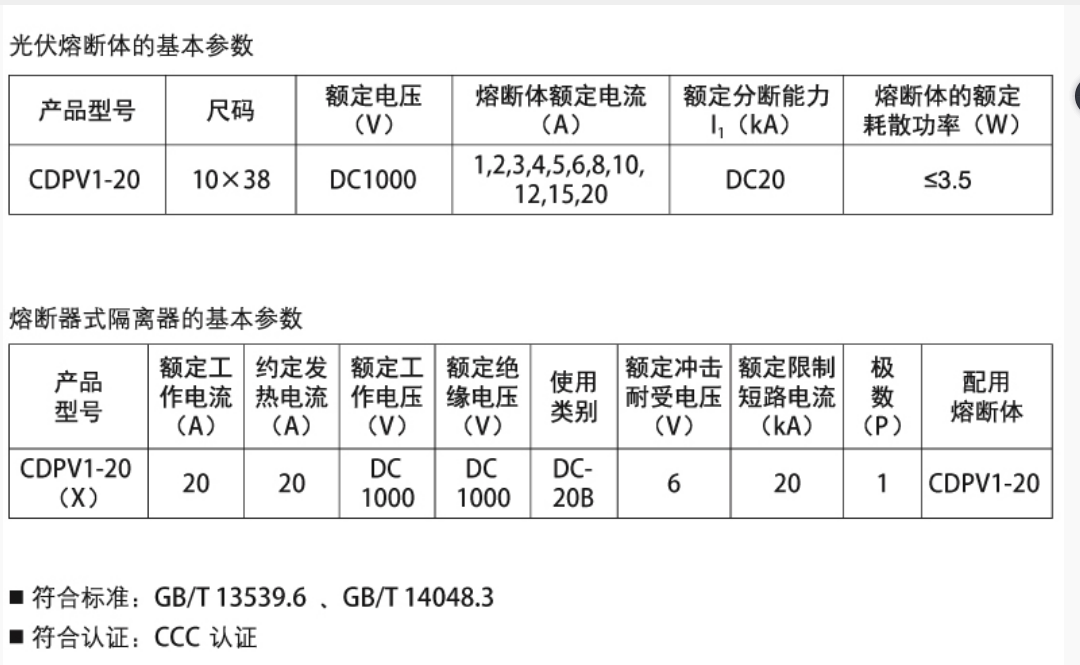 光伏熔断体的基本参数
产品型号 尺码 额定电压（V） 熔断体额定电流（A） 额定分断能力I₁（kA） 熔断体的额定耗散功率（W）
CDPV1-20 10×38 DC1000 1,2,3,4,5,6,8,10,12,15,20 DC20 ≤3.5
熔断器式隔离器的基本参数
产品型号 额定工作电流（A） 约定发热电流（A） 额定工作电压（V） 额定绝缘电压（V） 使用类别 额定冲击耐受电压（V） 额定限制短路电流（kA） 极数（P） 配用熔断体
CDPV1-20（X） 20 20 DC1000 DC1000 DC-20B 6 20 1 CDPV1-20
■ 符合标准：GB/T 13539.6 、GB/T 14048.3
■ 符合认证：CCC 认证